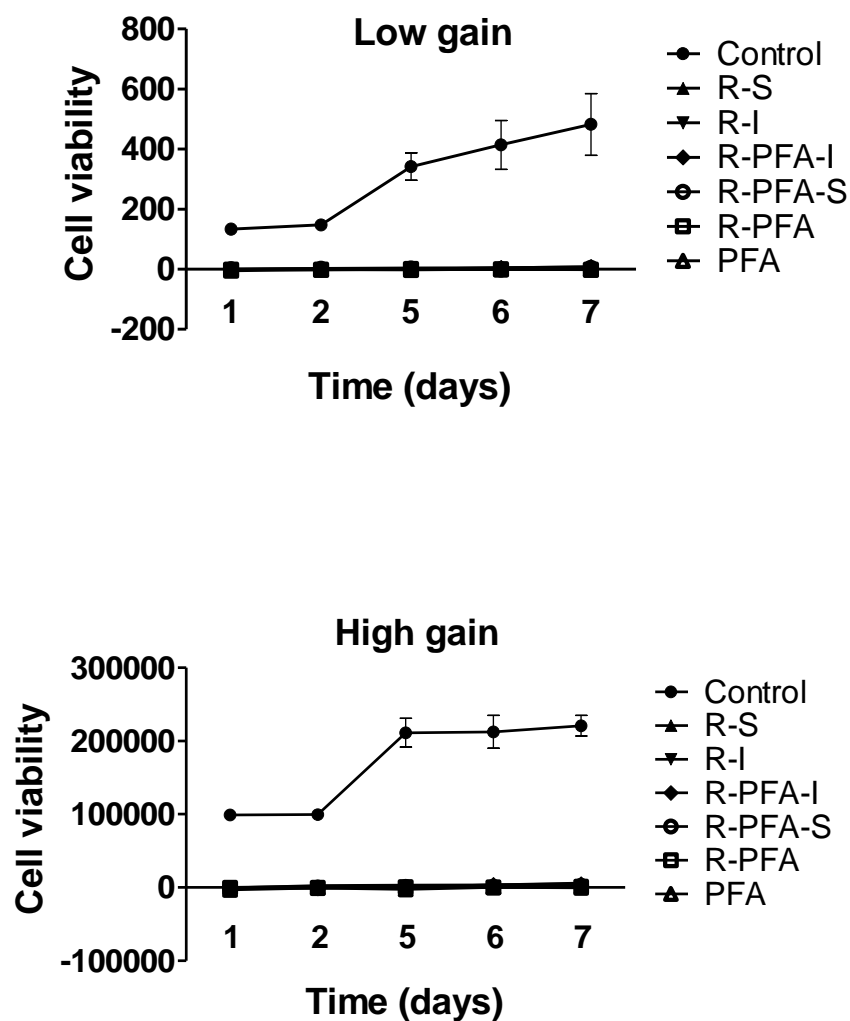 Low gain
800
600
400
200
0
-200
Cell viability
1 2 5 6 7
Time (days)
Control
R-S
R-I
R-PFA-I
R-PFA-S
R-PFA
PFA
High gain
300000
200000
100000
0
-100000
Cell viability
1 2 5 6 7
Time (days)
Control
R-S
R-I
R-PFA-I
R-PFA-S
R-PFA
PFA